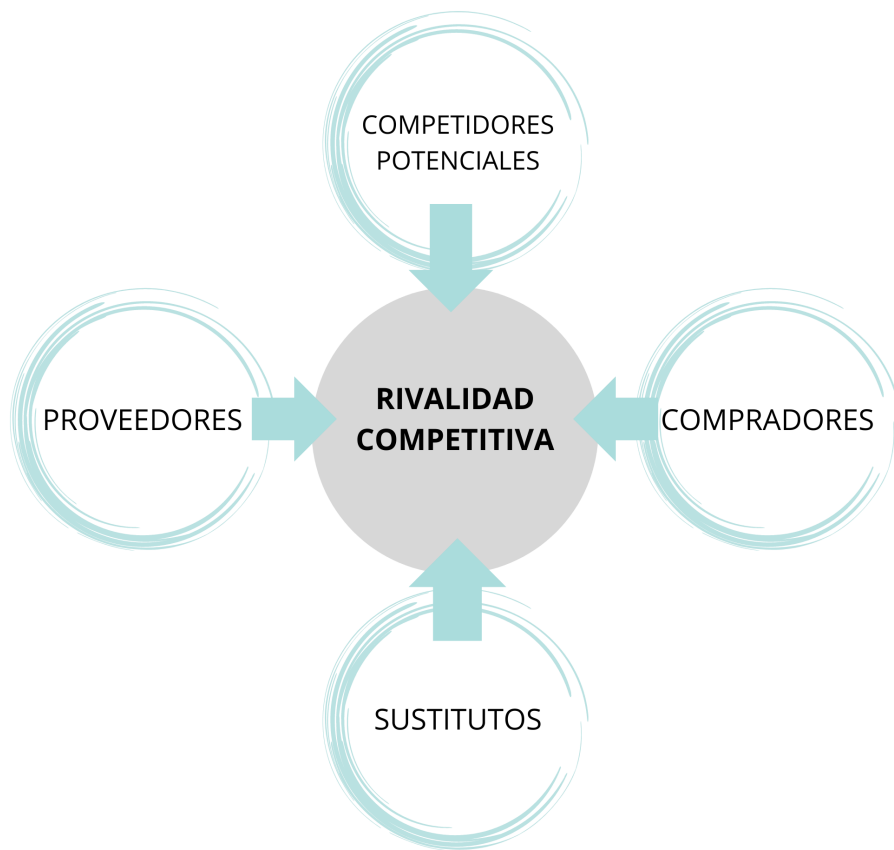 COMPETIDORES
POTENCIALES
PROVEEDORES
RIVALIDAD
COMPETITIVA
COMPRADORES
SUSTITUTOS